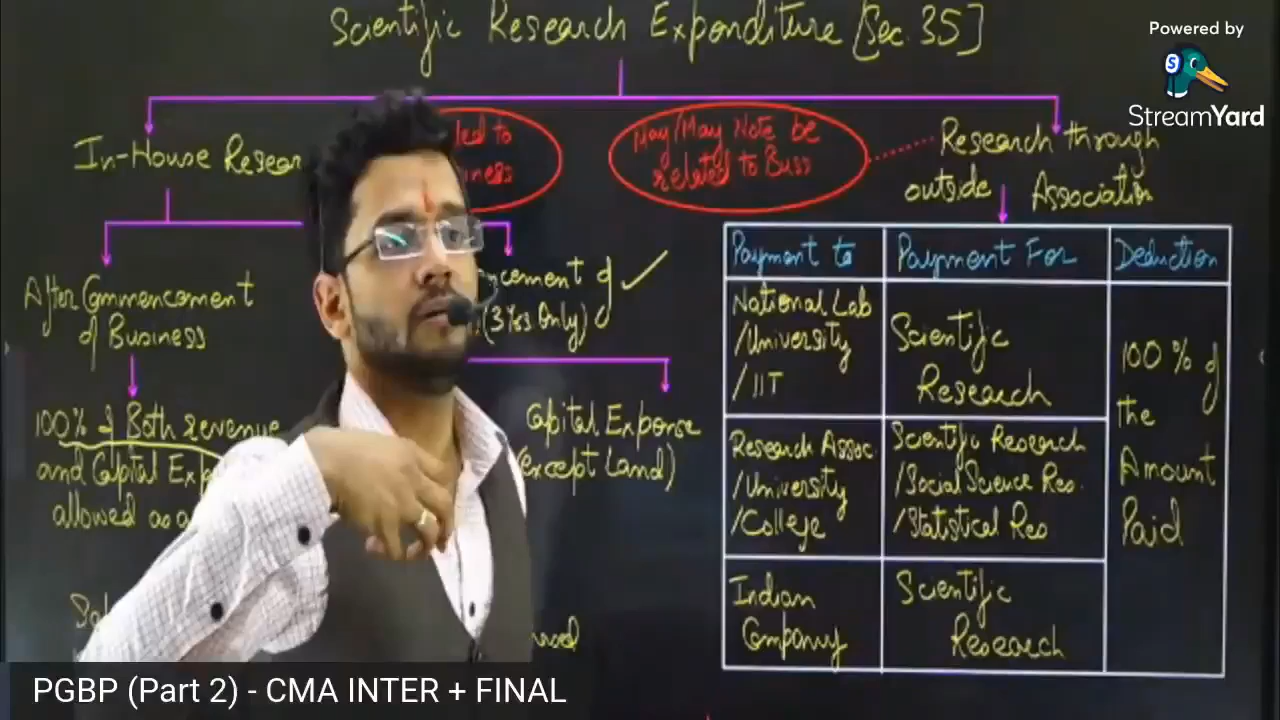 Scientific Research Expenditure [Sec. 35]
Powered by
StreamYard
In-House
May/May Note be
related to Buss
Research through
outside Association
After Commencement
of Business
of ✓
(3 Yrs Only)
100% of Both revenue
and Capital
allowed as a
Capital Expense
(except Land)
Payment to
Payment For
Deduction
National Lab
/University
/IIT
Scientific
Research
100% of
the
Amount
Paid
Research Assoc.
/University
/College
Scientific Research
/Social Science Res.
/Statistical Res
Indian
Company
Scientific
Research
PGBP (Part 2) - CMA INTER + FINAL